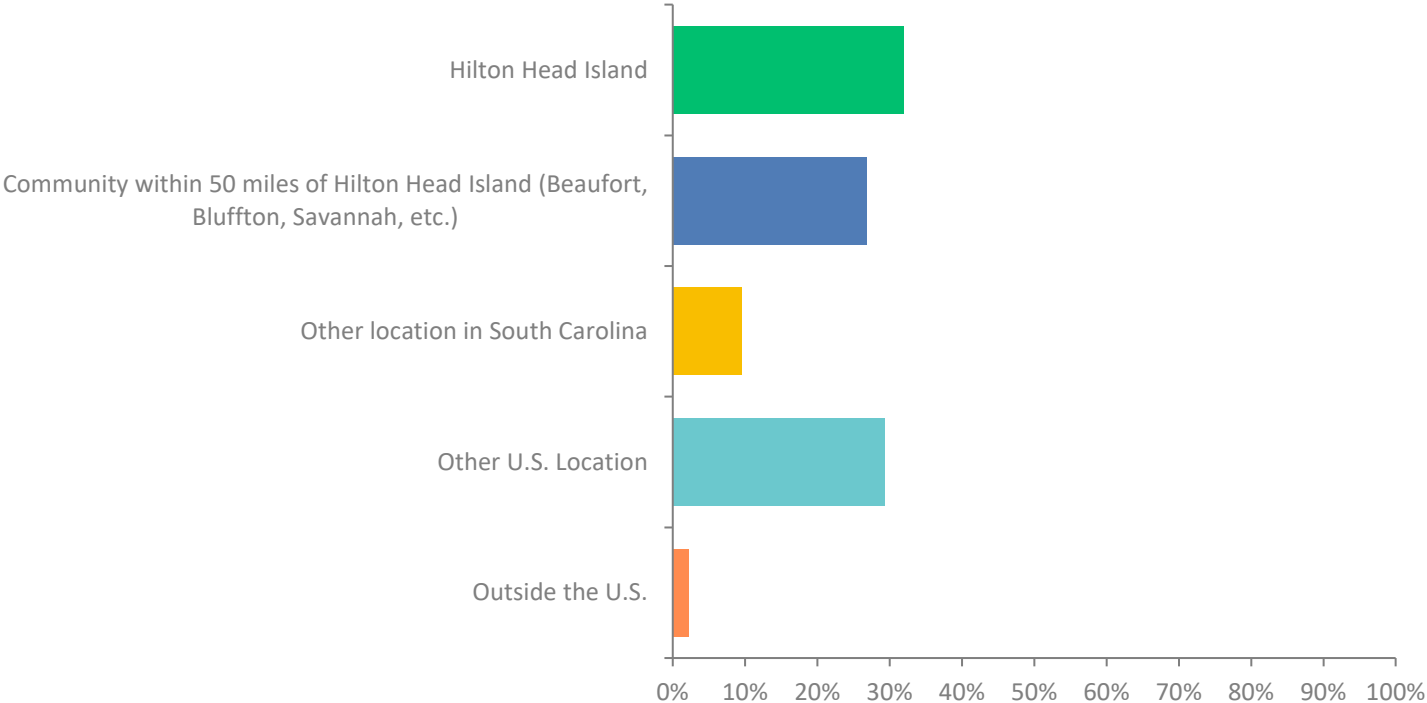 Hilton Head Island
Community within 50 miles of Hilton Head Island (Beaufort,
Bluffton, Savannah, etc.)
Other location in South Carolina
Other U.S. Location
Outside the U.S.
0% 10% 20% 30% 40% 50% 60% 70% 80% 90% 100%